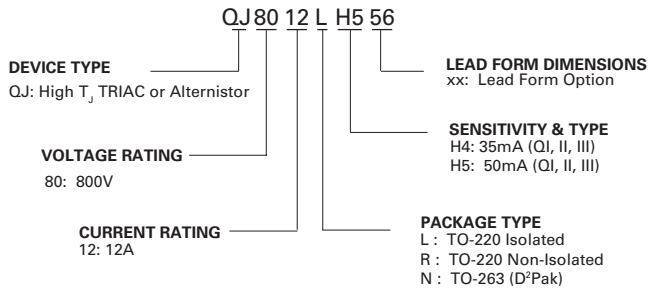 QJ 80 12 L H5 56
DEVICE TYPE
QJ: High TJ TRIAC or Alternistor
VOLTAGE RATING
80: 800V
CURRENT RATING
12: 12A
LEAD FORM DIMENSIONS
xx: Lead Form Option
SENSITIVITY & TYPE
H4: 35mA (QI, II, III)
H5: 50mA (QI, II, III)
PACKAGE TYPE
L : TO-220 Isolated
R : TO-220 Non-Isolated
N : TO-263 (D²Pak)